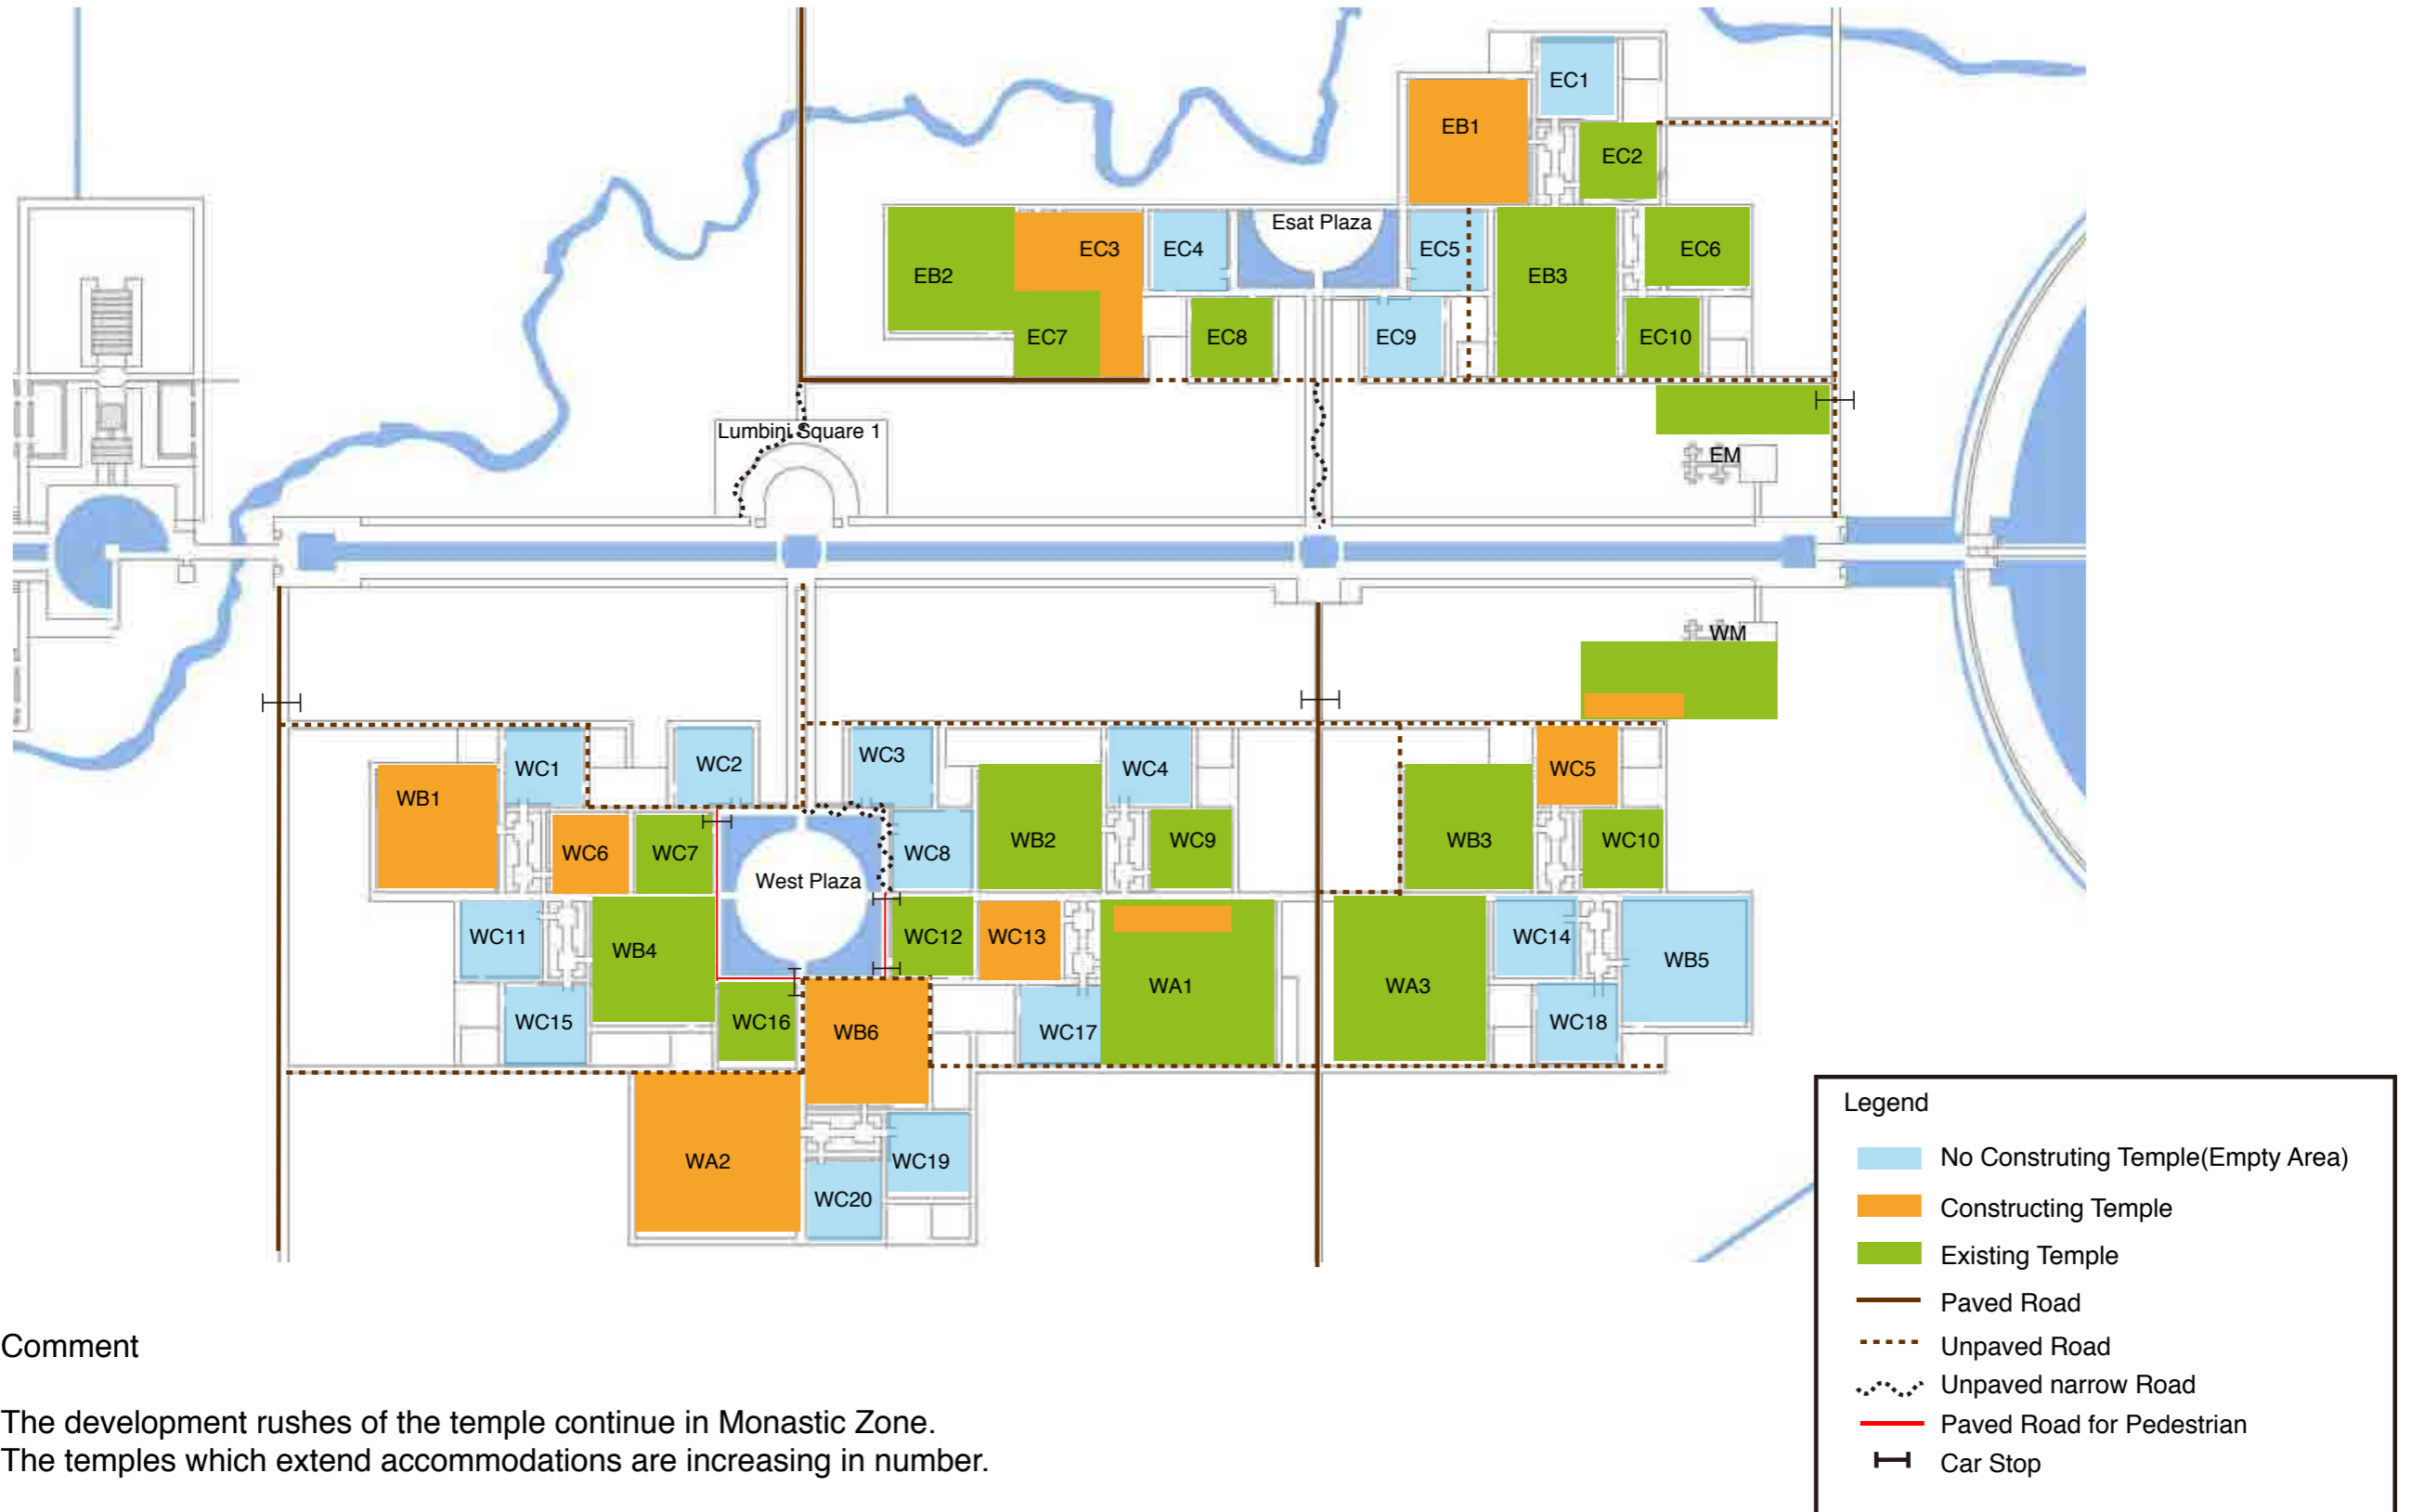 EC1
EB1
EC2
Esat Plaza
EB2
EC3
EC4
EC5
EB3
EC6
EC7
EC8
EC9
EC10
Lumbini Square 1
EM
WM
WC1
WC2
WC3
WC4
WC5
WB1
WC6
WC7
West Plaza
WC8
WB2
WC9
WB3
WC10
WC11
WB4
WC12
WC13
WA1
WA3
WC14
WB5
WC15
WC16
WB6
WC17
WC18
WA2
WC19
WC20
Legend
No Construting Temple(Empty Area)
Constructing Temple
Existing Temple
Paved Road
Unpaved Road
Unpaved narrow Road
Paved Road for Pedestrian
Car Stop
Comment
The development rushes of the temple continue in Monastic Zone.
The temples which extend accommodations are increasing in number.